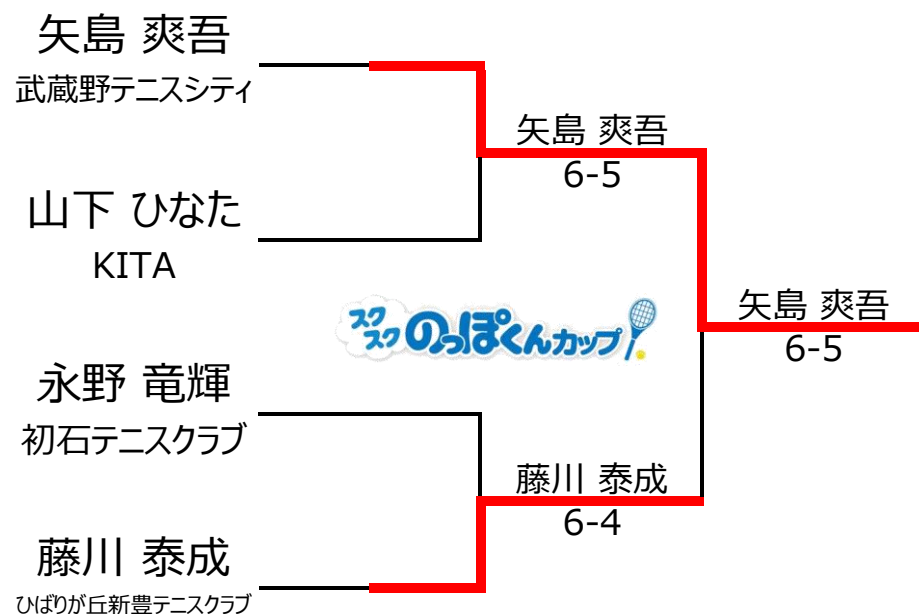 矢島 爽吾
武蔵野テニスシティ
矢島 爽吾
6-5
山下 ひなた
KITA
スク
スク のっぽくんカップ
矢島 爽吾
6-5
永野 竜輝
初石テニスクラブ
藤川 泰成
6-4
藤川 泰成
ひばりが丘新豊テニスクラブ